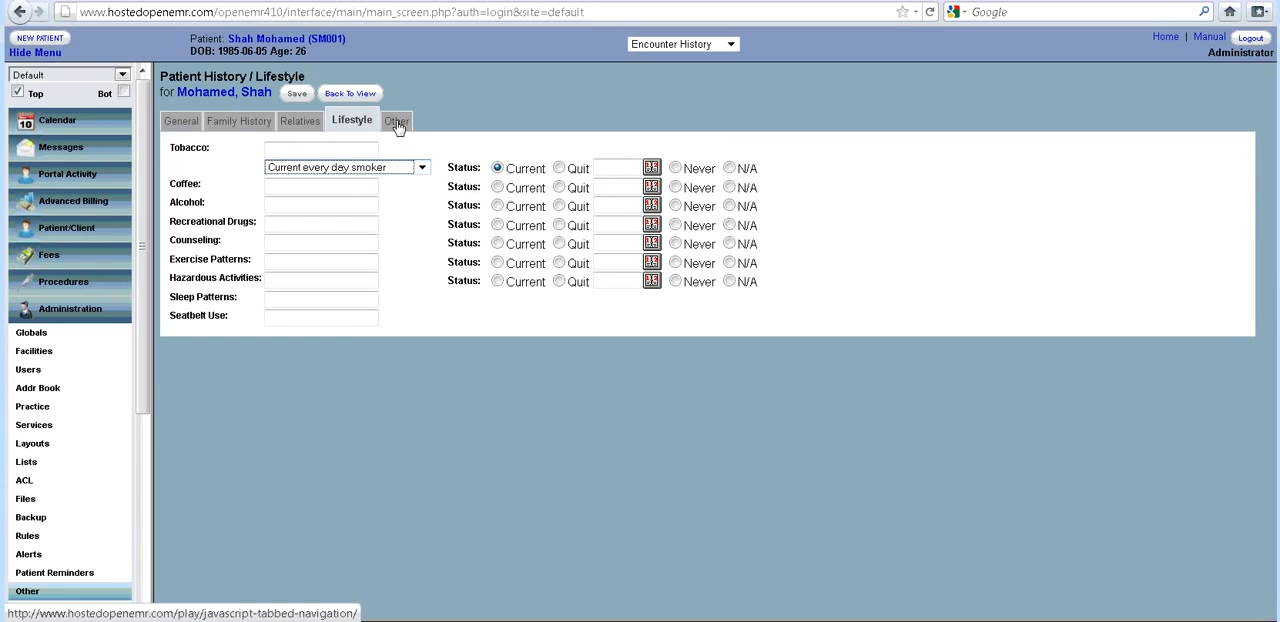 www.hostedopenemr.com/openemr410/interface/main/main_screen.php?auth=login&site=default
Google
NEW PATIENT
Hide Menu
Patient: Shah Mohamed (SM001)
DOB: 1985-06-05 Age: 26
Encounter History
Home | Manual Logout
Administrator
Default
Top Bot
Calendar
10
Messages
Portal Activity
Advanced Billing
Patient/Client
Fees
Procedures
Administration
Globals
Facilities
Users
Addr Book
Practice
Services
Layouts
Lists
ACL
Files
Backup
Rules
Alerts
Patient Reminders
Other
Patient History / Lifestyle
for Mohamed, Shah Save Back To View
General Family History Relatives Lifestyle Other
Tobacco:
Current every day smoker Status: Current Quit Never N/A
Coffee: Status: Current Quit Never N/A
Alcohol: Status: Current Quit Never N/A
Recreational Drugs: Status: Current Quit Never N/A
Counseling: Status: Current Quit Never N/A
Exercise Patterns: Status: Current Quit Never N/A
Hazardous Activities: Status: Current Quit Never N/A
Sleep Patterns:
Seatbelt Use:
http://www.hostedopenemr.com/play/javascript-tabbed-navigation/